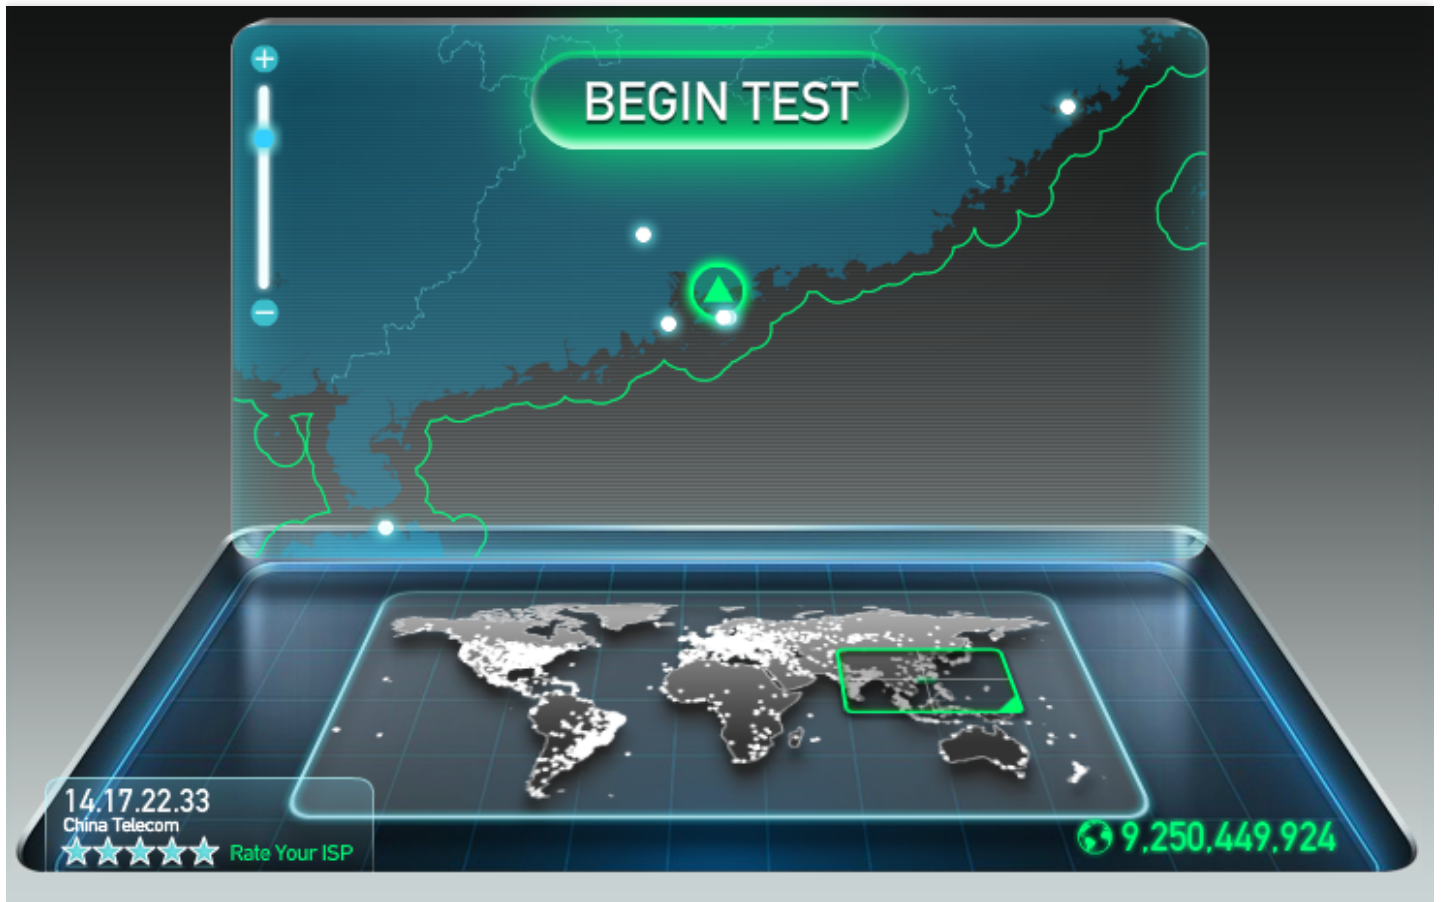 BEGIN TEST
14.17.22.33
China Telecom
Rate Your ISP
9,250,449,924